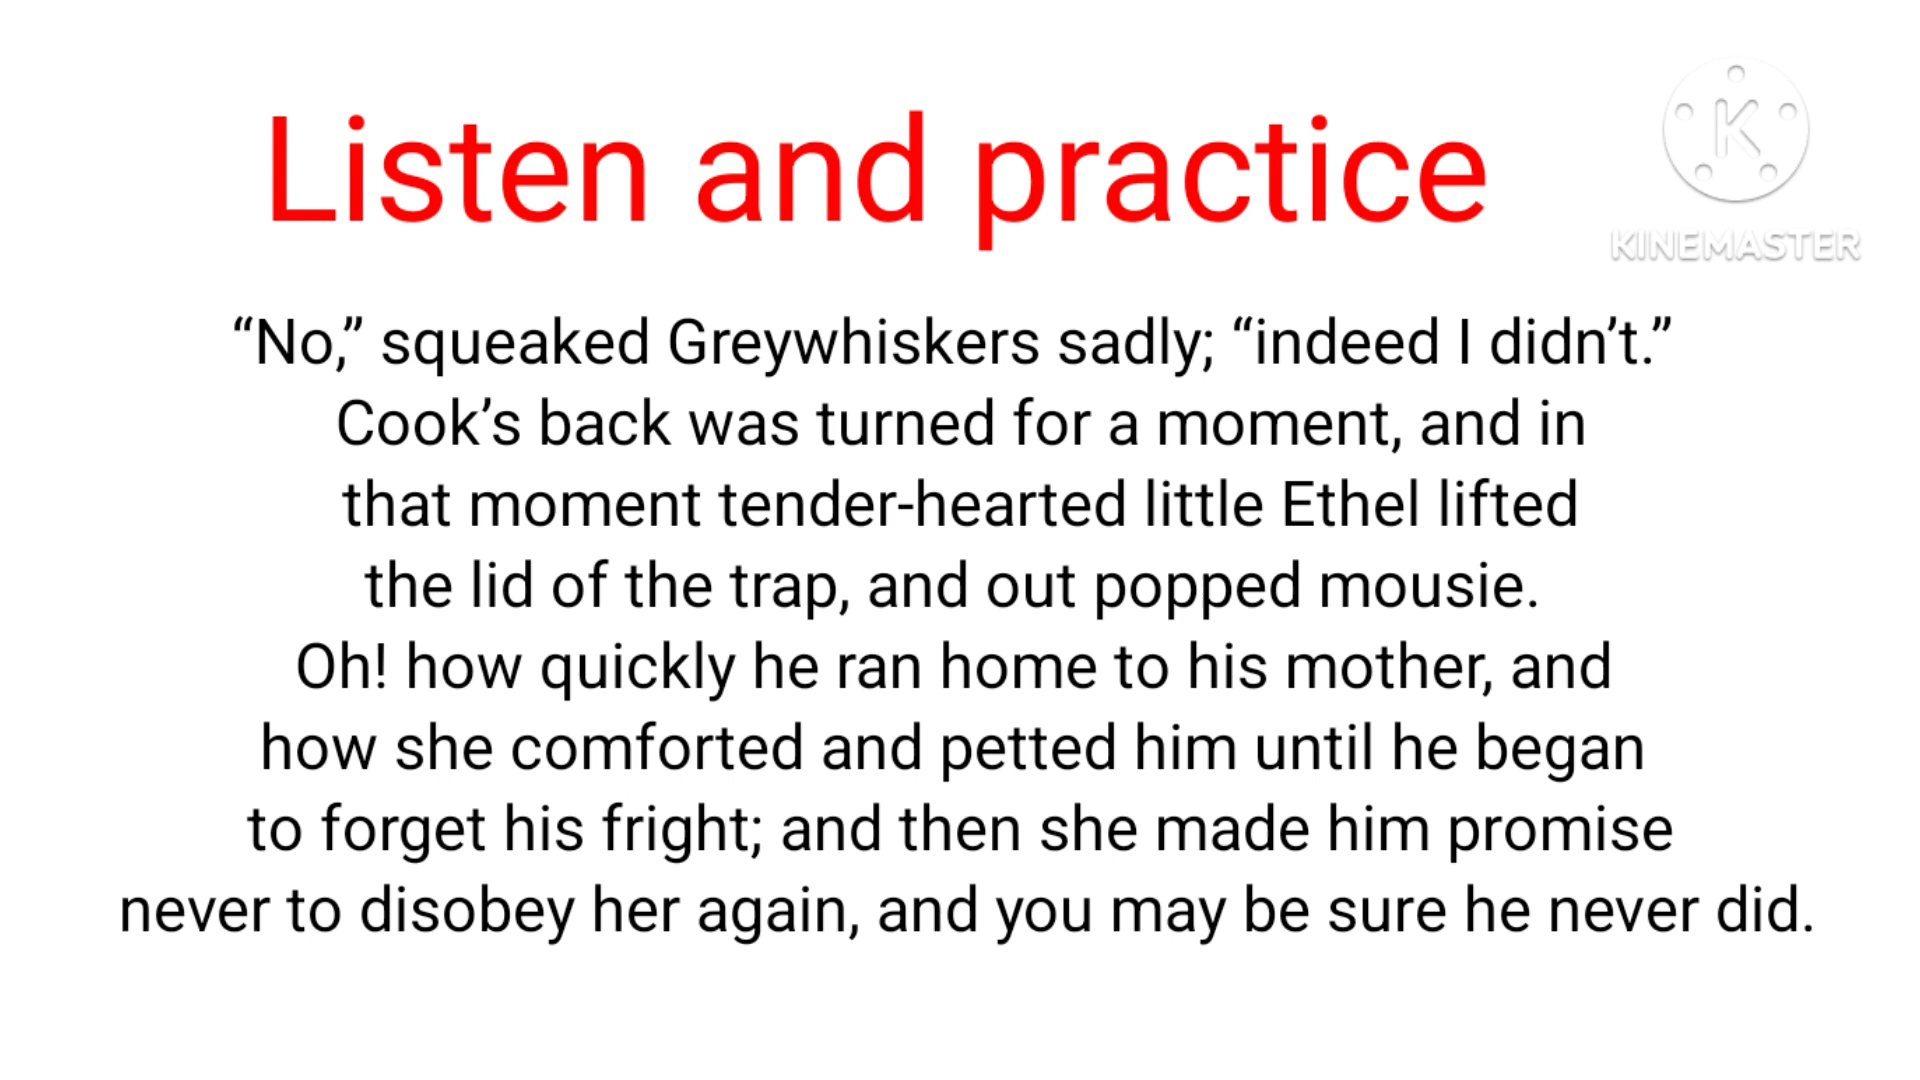 Listen and practice
K
KINEMASTER
“No,” squeaked Greywhiskers sadly; “indeed I didn’t.”
Cook’s back was turned for a moment, and in
that moment tender-hearted little Ethel lifted
the lid of the trap, and out popped mousie.
Oh! how quickly he ran home to his mother, and
how she comforted and petted him until he began
to forget his fright; and then she made him promise
never to disobey her again, and you may be sure he never did.